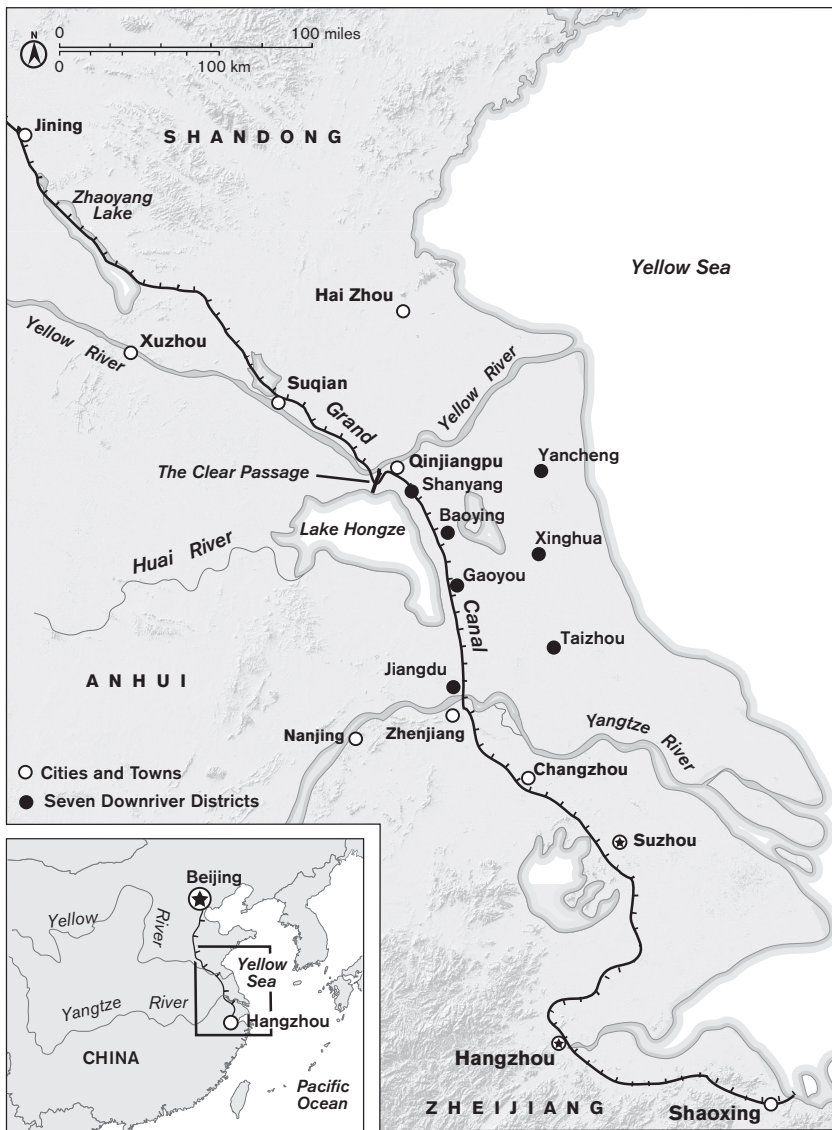 N
0
100 miles
0
100 km
Jining
SHANDONG
Zhaoyang
Lake
Yellow Sea
Hai Zhou
Yellow River
Xuzhou
Suqian
Grand
Yellow River
Qinjiangpu
The Clear Passage
Shanyang
Yancheng
Baoying
Lake Hongze
Huai River
Xinghua
Gaoyou
Canal
Taizhou
Jiangdu
ANHUI
Nanjing
Zhenjiang
Yangtze River
Changzhou
Cities and Towns
Seven Downriver Districts
Suzhou
Beijing
Yellow River
Yellow
Sea
Yangtze River
Hangzhou
CHINA
Pacific
Ocean
Hangzhou
ZHEIJIANG
Shaoxing